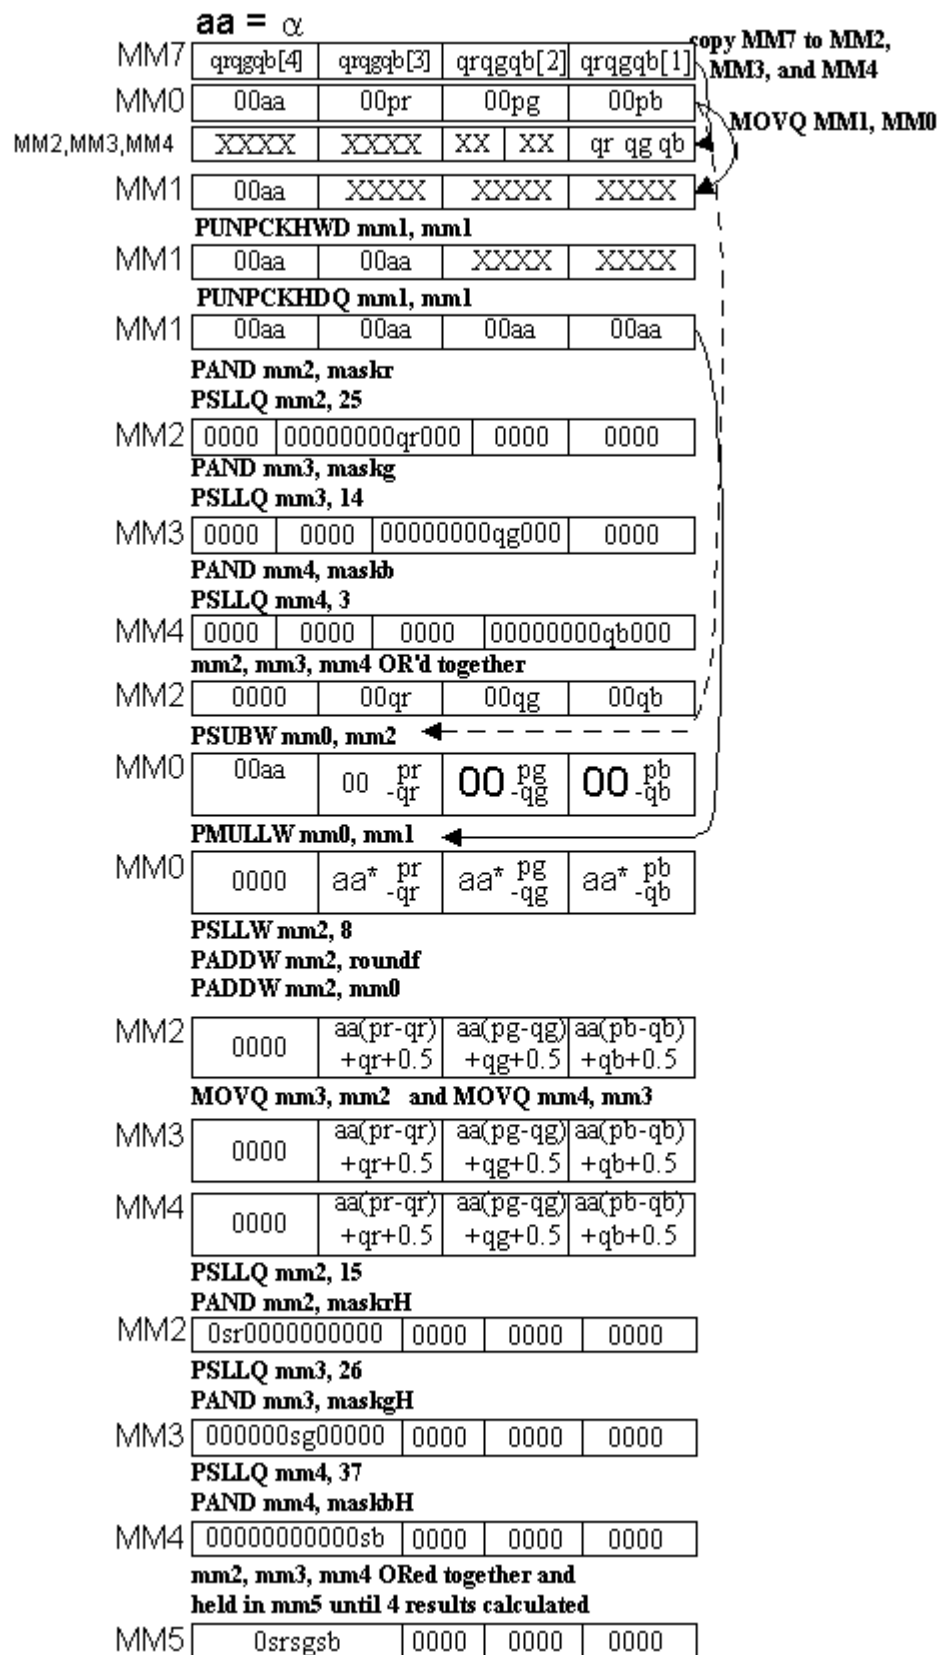 aa = α
copy MM7 to MM2,
MM3, and MM4
MM7 qrqgqb[4] qrqgqb[3] qrqgqb[2] qrqgqb[1]
MM0 00aa 00pr 00pg 00pb
MOVQ MM1, MM0
MM2,MM3,MM4 XXXX XXXX XX XX qr qg qb
MM1 00aa XXXX XXXX XXXX
PUNPCKHWD mm1, mm1
MM1 00aa 00aa XXXX XXXX
PUNPCKHDQ mm1, mm1
MM1 00aa 00aa 00aa 00aa
PAND mm2, maskr
PSLLQ mm2, 25
MM2 0000 00000000qr000 0000 0000
PAND mm3, maskg
PSLLQ mm3, 14
MM3 0000 0000 00000000qg000 0000
PAND mm4, maskb
PSLLQ mm4, 3
MM4 0000 0000 0000 00000000qb000
mm2, mm3, mm4 OR'd together
MM2 0000 00qr 00qg 00qb
PSUBW mm0, mm2
MM0 00aa 00 pr -qr 00 pg -qg 00 pb -qb
PMULLW mm0, mm1
MM0 0000 aa* pr -qr aa* pg -qg aa* pb -qb
PSLLW mm2, 8
PADDW mm2, roundf
PADDW mm2, mm0
MM2 0000 aa(pr-qr) +qr+0.5 aa(pg-qg) +qg+0.5 aa(pb-qb) +qb+0.5
MOVQ mm3, mm2 and MOVQ mm4, mm3
MM3 0000 aa(pr-qr) +qr+0.5 aa(pg-qg) +qg+0.5 aa(pb-qb) +qb+0.5
MM4 0000 aa(pr-qr) +qr+0.5 aa(pg-qg) +qg+0.5 aa(pb-qb) +qb+0.5
PSLLQ mm2, 15
PAND mm2, maskrH
MM2 0sr0000000000 0000 0000 0000
PSLLQ mm3, 26
PAND mm3, maskgH
MM3 000000sg00000 0000 0000 0000
PSLLQ mm4, 37
PAND mm4, maskbH
MM4 00000000000sb 0000 0000 0000
mm2, mm3, mm4 ORed together and
held in mm5 until 4 results calculated
MM5 0srsgsb 0000 0000 0000